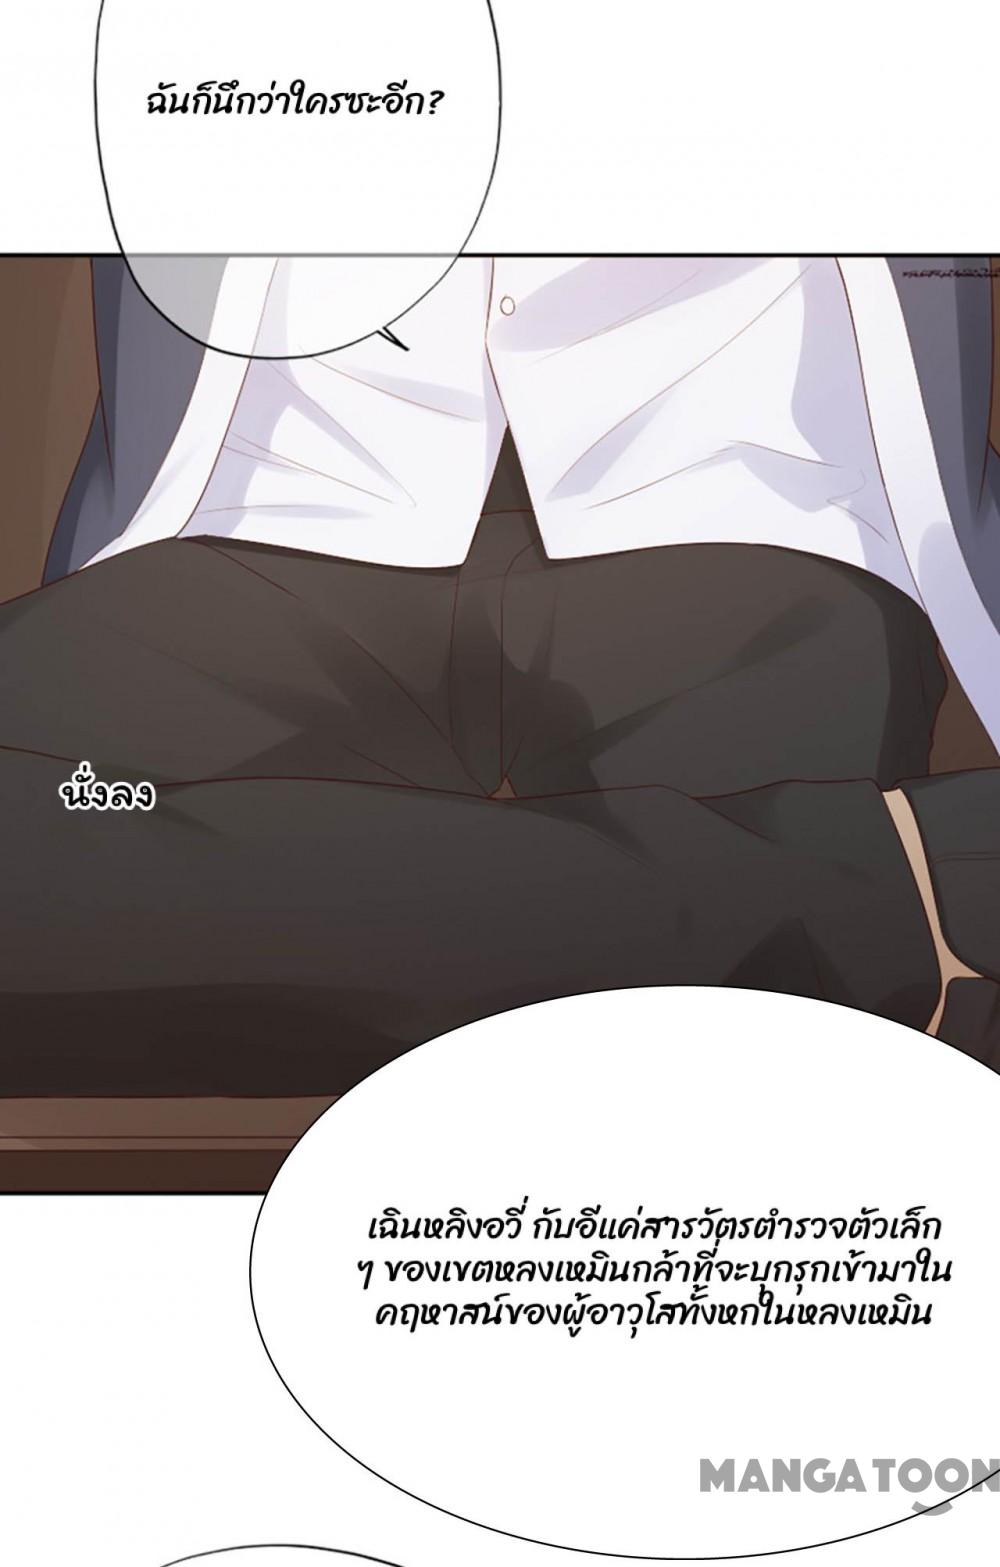 ฉันก็นึกว่าใครซะอีก?
นั่งลง
เฉินหลิงอวี่ กับอีแค่สารวัตรตำรวจตัวเล็ก
ๆ ของเขตหลงเหมินกล้าที่จะบุกรุกเข้ามาใน
คฤหาสน์ของผู้อาวุโสทั้งหกในหลงเหมิน
MANGATOON